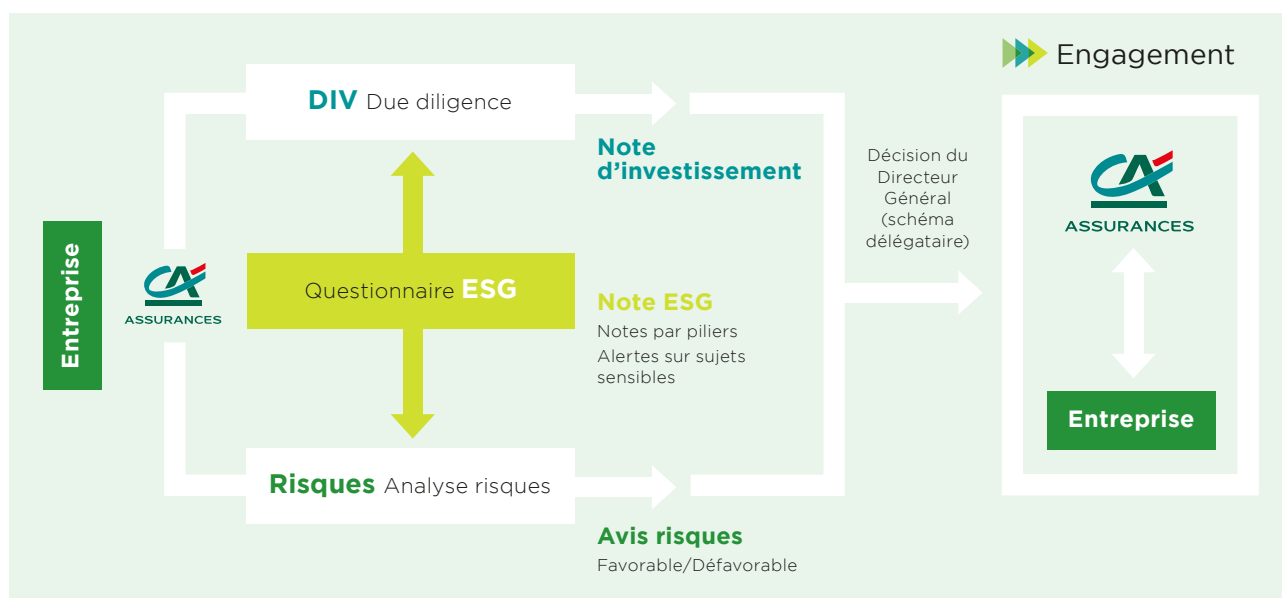 Engagement
DIV Due diligence
Note
d’investissement
Décision du
Directeur
Général
(schéma
délégataire)
CA
ASSURANCES
Entreprise
CA
ASSURANCES
Questionnaire ESG
Note ESG
Notes par piliers
Alertes sur sujets
sensibles
Entreprise
Risques Analyse risques
Avis risques
Favorable/Défavorable